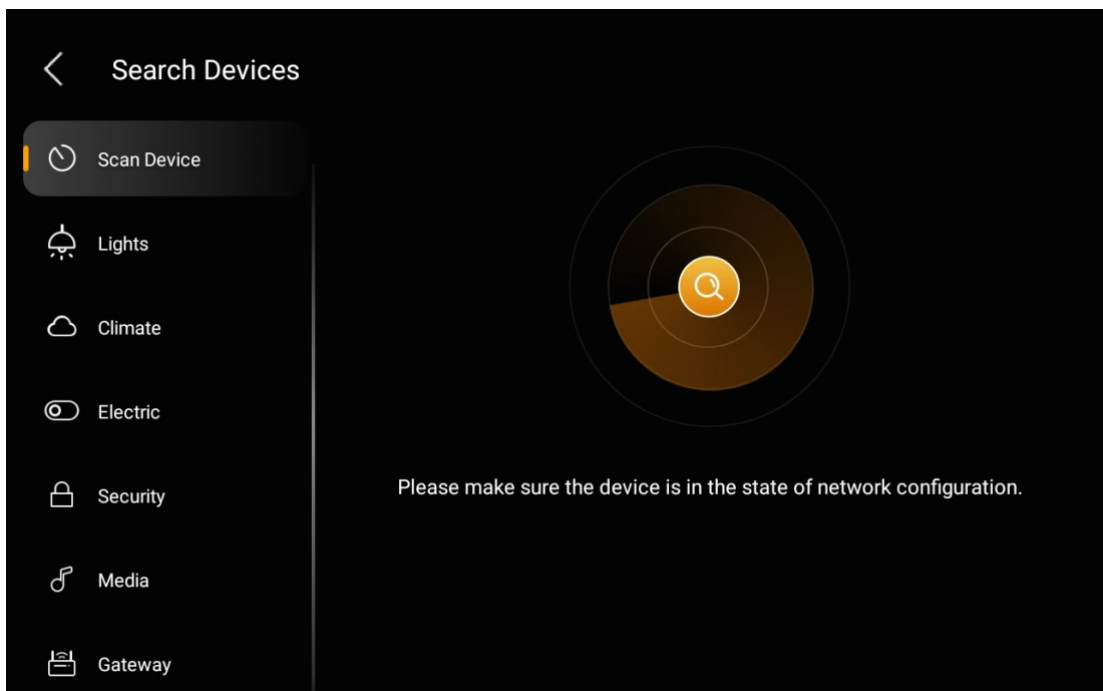 Search Devices
Scan Device
Lights
Climate
Electric
Security
Media
Gateway
Please make sure the device is in the state of network configuration.